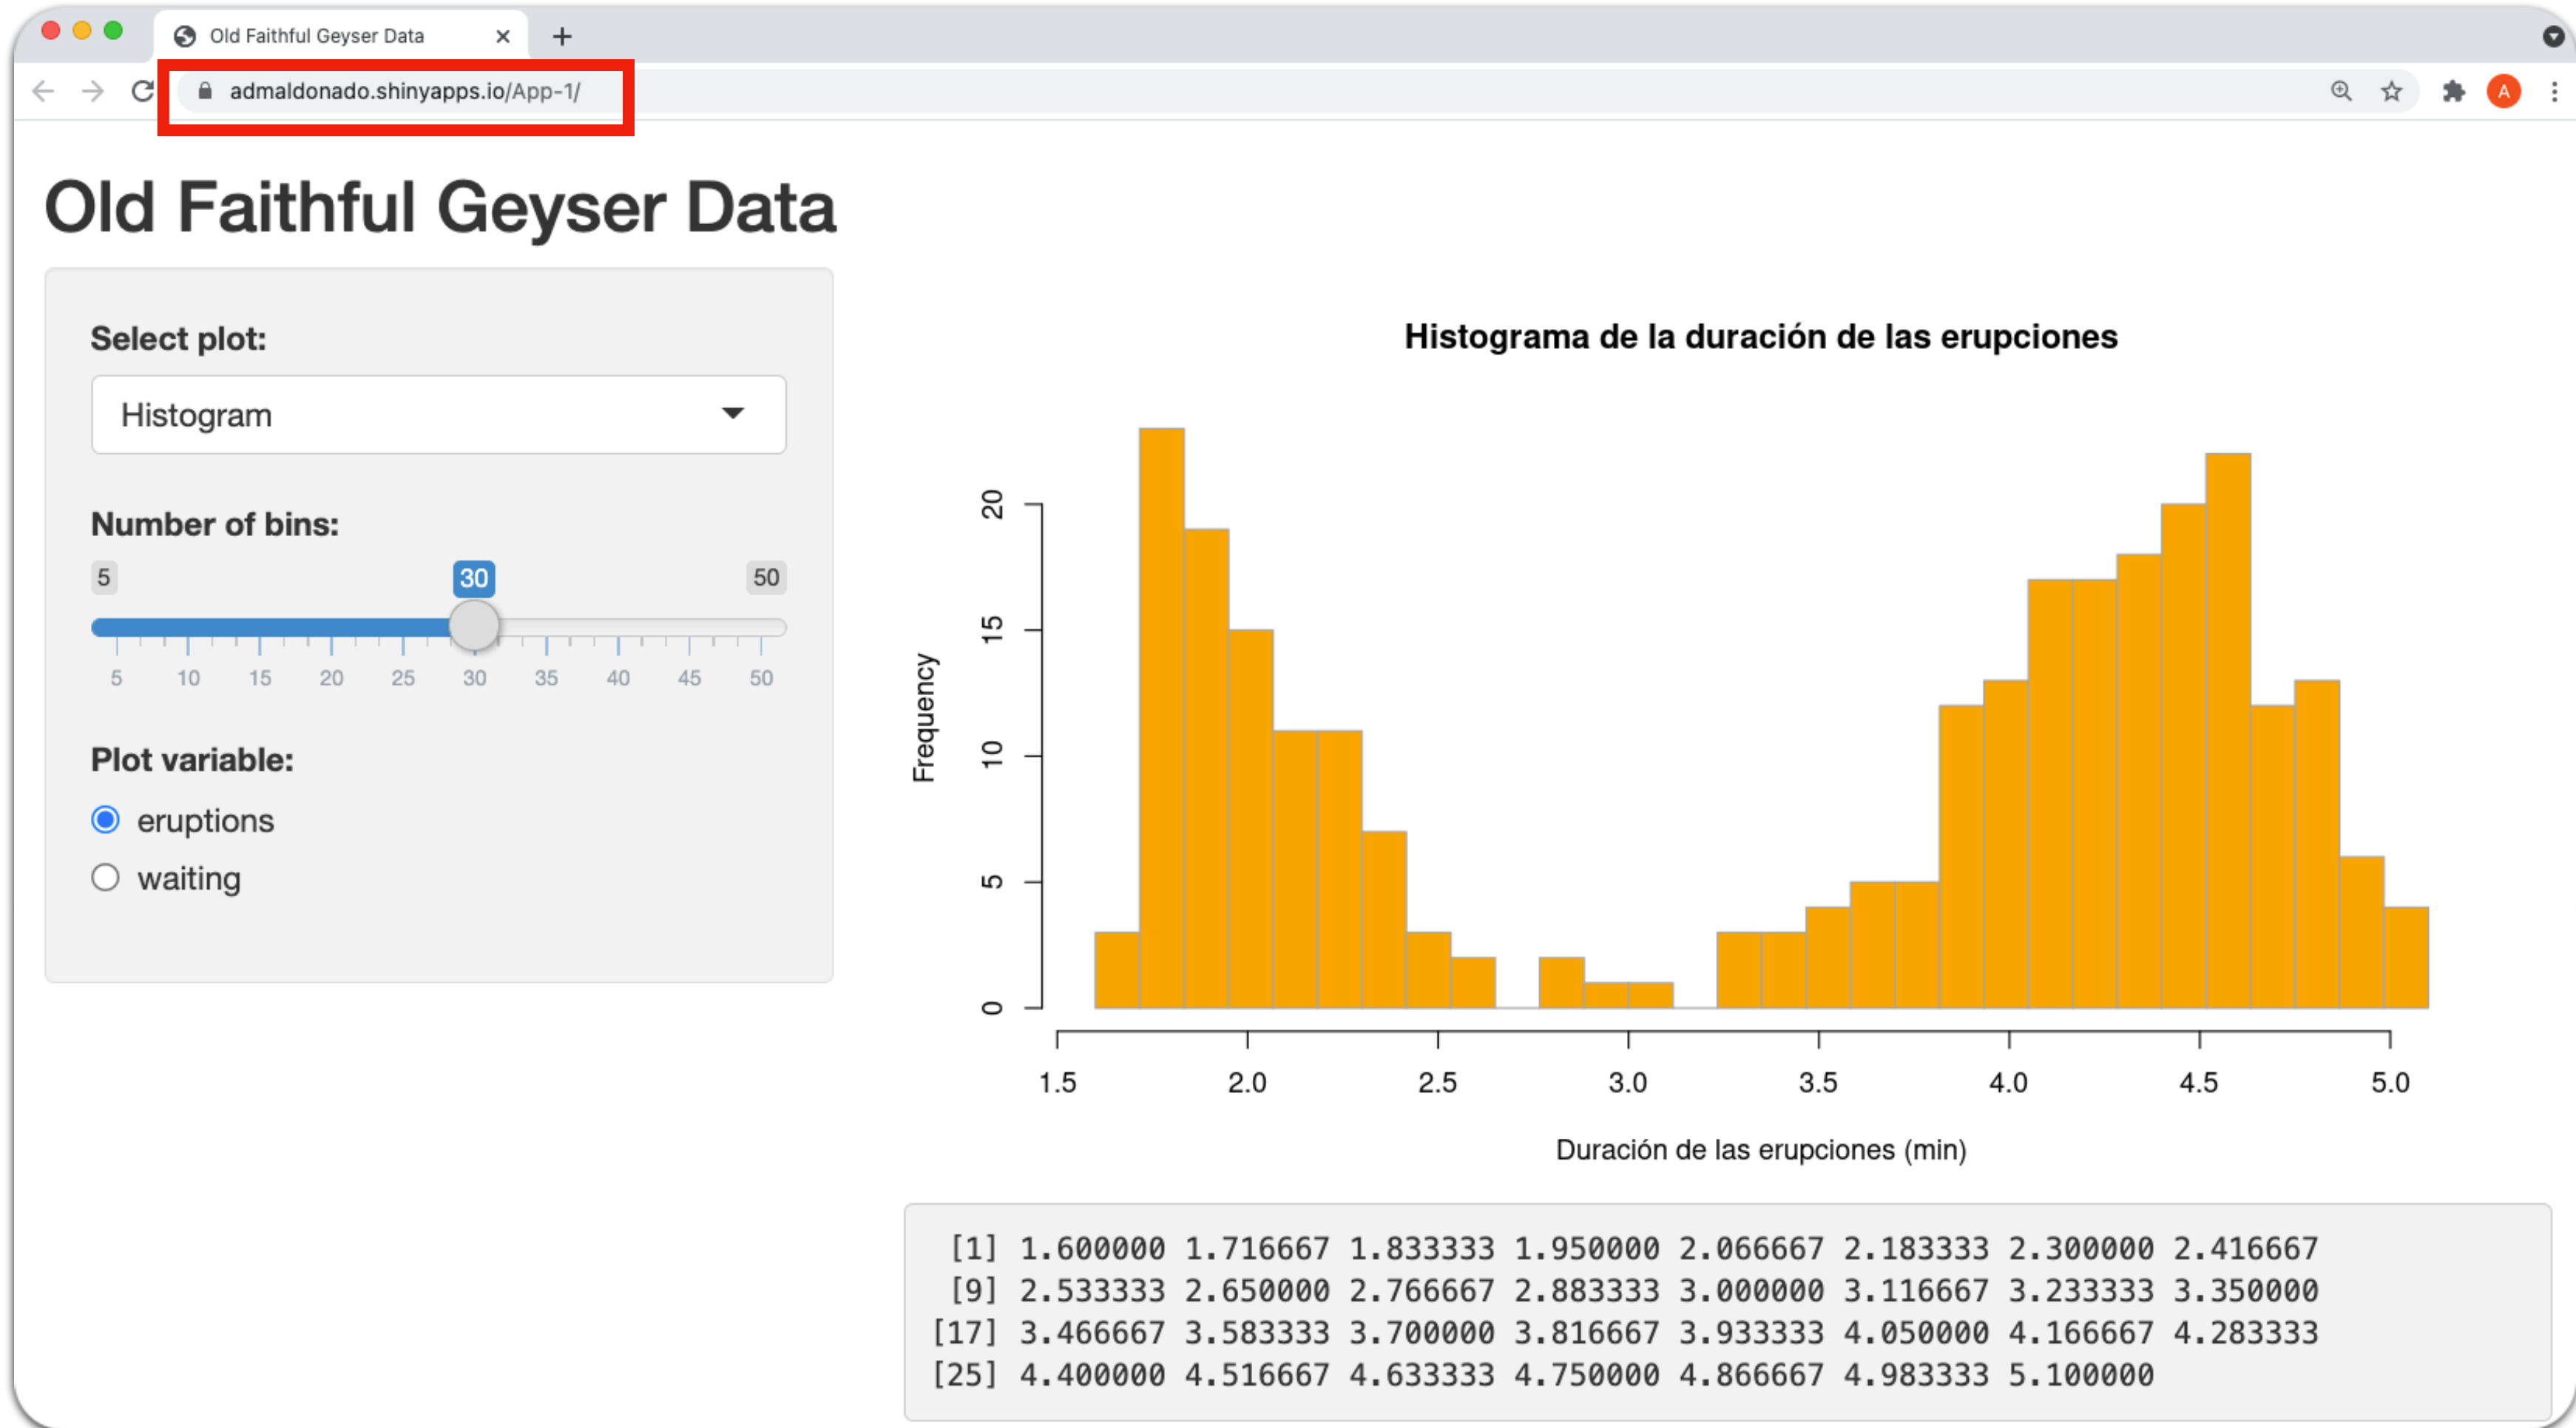 Old Faithful Geyser Data
admaldonado.shinyapps.io/App-1/
A
Old Faithful Geyser Data
Select plot:
Histogram
Number of bins:
5 30 50
5 10 15 20 25 30 35 40 45 50
Plot variable:
eruptions
waiting
Histograma de la duración de las erupciones
Frequency
20
15
10
5
0
1.5 2.0 2.5 3.0 3.5 4.0 4.5 5.0
Duración de las erupciones (min)
[1] 1.600000 1.716667 1.833333 1.950000 2.066667 2.183333 2.300000 2.416667
[9] 2.533333 2.650000 2.766667 2.883333 3.000000 3.116667 3.233333 3.350000
[17] 3.466667 3.583333 3.700000 3.816667 3.933333 4.050000 4.166667 4.283333
[25] 4.400000 4.516667 4.633333 4.750000 4.866667 4.983333 5.100000